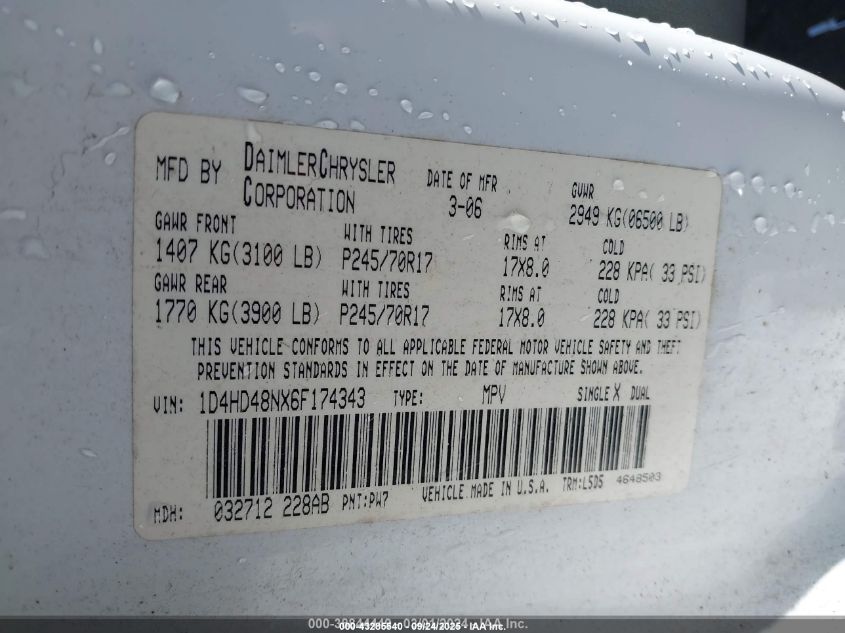 MFD BY DAIMLERCHRYSLER CORPORATION DATE OF MFR 3-06 GVWR 2949 KG(06500 LB)
GAWR FRONT WITH TIRES RIMS AT COLD
1407 KG(3100 LB) P245/70R17 17X8.0 228 KPA( 33 PSI)
GAWR REAR WITH TIRES RIMS AT COLD
1770 KG(3900 LB) P245/70R17 17X8.0 228 KPA( 33 PSI)
THIS VEHICLE CONFORMS TO ALL APPLICABLE FEDERAL MOTOR VEHICLE SAFETY AND THEFT
PREVENTION STANDARDS IN EFFECT ON THE DATE OF MANUFACTURE SHOWN ABOVE.
VIN: 1D4HD48NX6F174343 TYPE: MPV SINGLE X DUAL
MDH: 032712 228AB PNT:PW7 VEHICLE MADE IN U.S.A. TRM:L5D5 4648503
43285640 09/24/2025 IAA Inc.